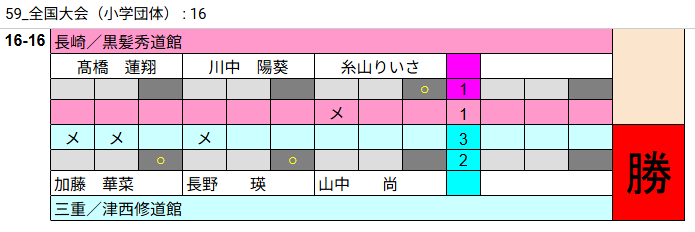 59_全国大会（小学団体）：16
16-16 長崎／黒髪秀道館
髙橋　蓮翔 川中　陽葵 糸山りいさ
○ 1
メ 1
メ メ メ 3
○ ○ 2
勝
加藤　華菜 長野　瑛 山中　尚
三重／津西修道館